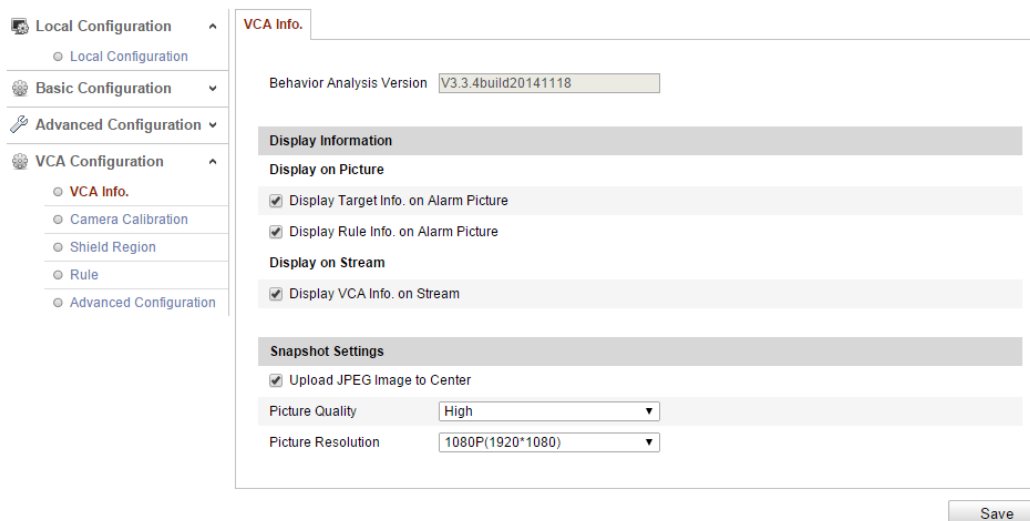 Local Configuration
Local Configuration
Basic Configuration
Advanced Configuration
VCA Configuration
VCA Info.
Camera Calibration
Shield Region
Rule
Advanced Configuration
VCA Info.
Behavior Analysis Version V3.3.4build20141118
Display Information
Display on Picture
Display Target Info. on Alarm Picture
Display Rule Info. on Alarm Picture
Display on Stream
Display VCA Info. on Stream
Snapshot Settings
Upload JPEG Image to Center
Picture Quality High
Picture Resolution 1080P(1920*1080)
Save